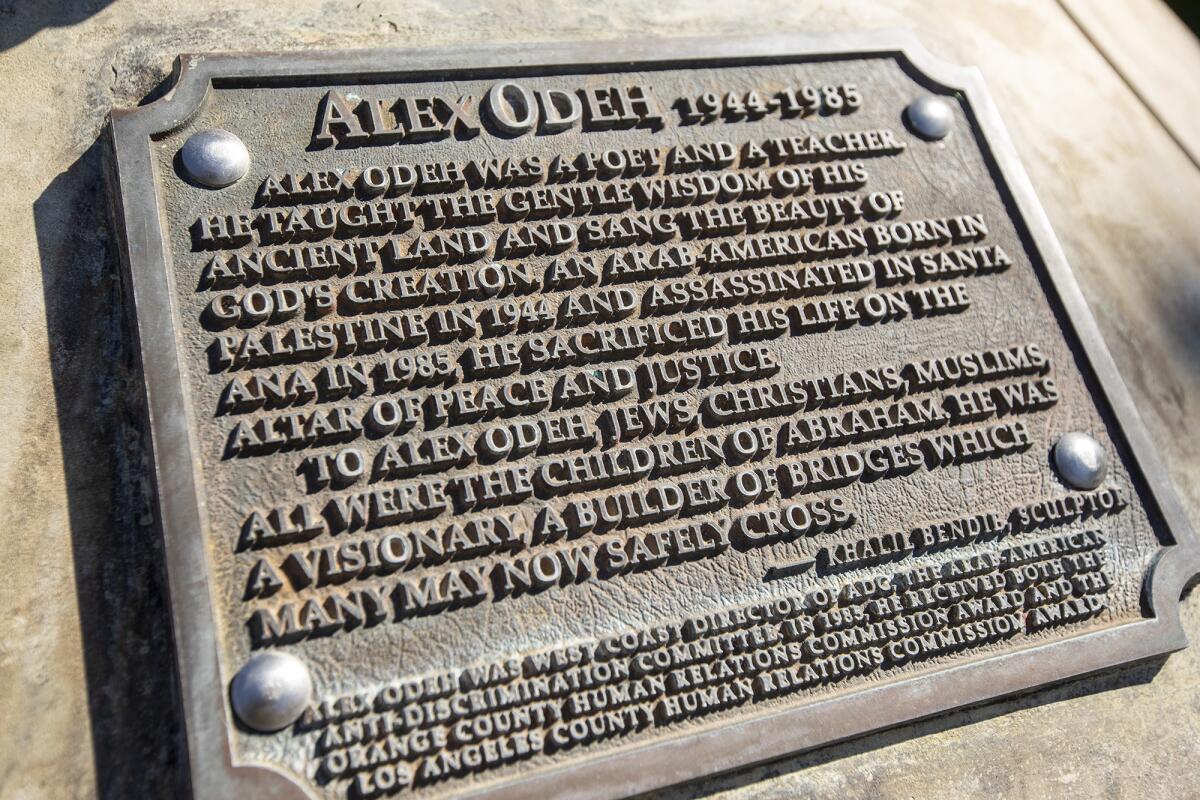 ALEX ODEH 1944-1985
ALEX ODEH WAS A POET AND A TEACHER
HE TAUGHT THE GENTLE WISDOM OF HIS
ANCIENT LAND AND SANG THE BEAUTY OF
GOD'S CREATION, AN ARAB-AMERICAN BORN IN
PALESTINE IN 1944 AND ASSASSINATED IN SANTA
ANA IN 1985, HE SACRIFICED HIS LIFE ON THE
ALTAR OF PEACE AND JUSTICE
TO ALEX ODEH, JEWS, CHRISTIANS, MUSLIMS,
ALL WERE THE CHILDREN OF ABRAHAM, HE WAS
A VISIONARY, A BUILDER OF BRIDGES WHICH
MANY MAY NOW SAFELY CROSS.
— KHALIL BENDIB, SCULPTOR
ALEX ODEH WAS WEST COAST DIRECTOR OF ADC, THE ARAB-AMERICAN
ANTI-DISCRIMINATION COMMITTEE. IN 1985, HE RECEIVED BOTH THE
ORANGE COUNTY HUMAN RELATIONS COMMISSION AWARD AND THE
LOS ANGELES COUNTY HUMAN RELATIONS COMMISSION AWARD.